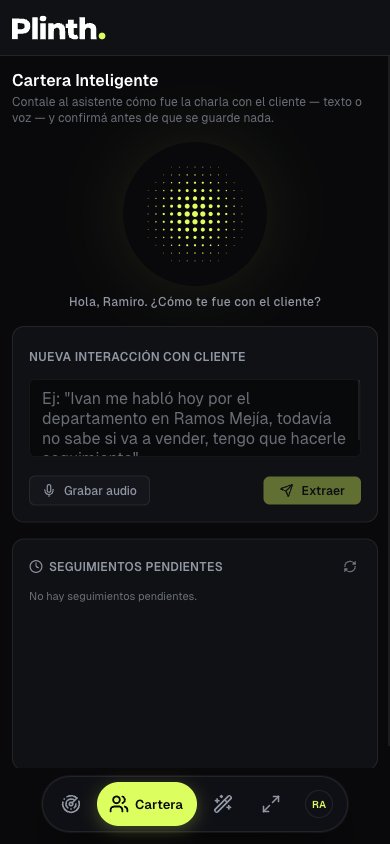 Plinth.
Cartera Inteligente
Contale al asistente cómo fue la charla con el cliente — texto o
voz — y confirmá antes de que se guarde nada.
Hola, Ramiro. ¿Cómo te fue con el cliente?
NUEVA INTERACCIÓN CON CLIENTE
Ej: "Ivan me habló hoy por el
departamento en Ramos Mejía, todavía
no sabe si va a vender, tengo que hacerle
Grabar audio
Extraer
SEGUIMIENTOS PENDIENTES
No hay seguimientos pendientes.
Cartera
RA